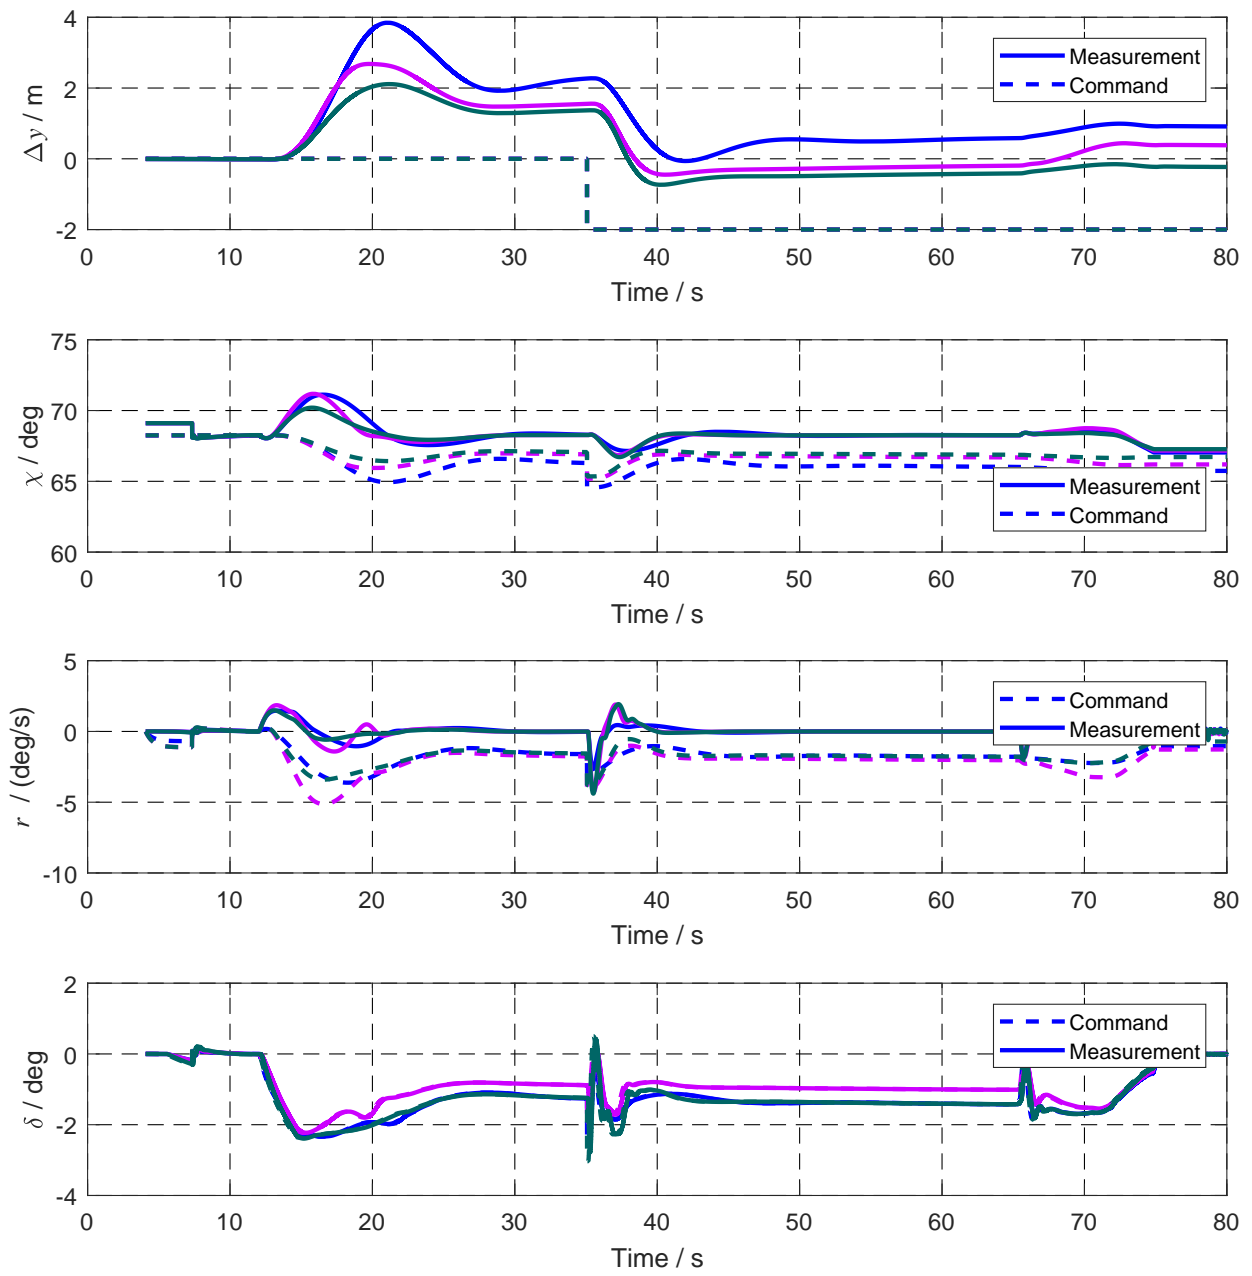 4
2
0
-2
Δy / m
Measurement
Command
0 10 20 30 40 50 60 70 80
Time / s
75
70
65
60
χ / deg
Measurement
Command
0 10 20 30 40 50 60 70 80
Time / s
5
0
-5
-10
r / (deg/s)
Command
Measurement
0 10 20 30 40 50 60 70 80
Time / s
2
0
-2
-4
δ / deg
Command
Measurement
0 10 20 30 40 50 60 70 80
Time / s